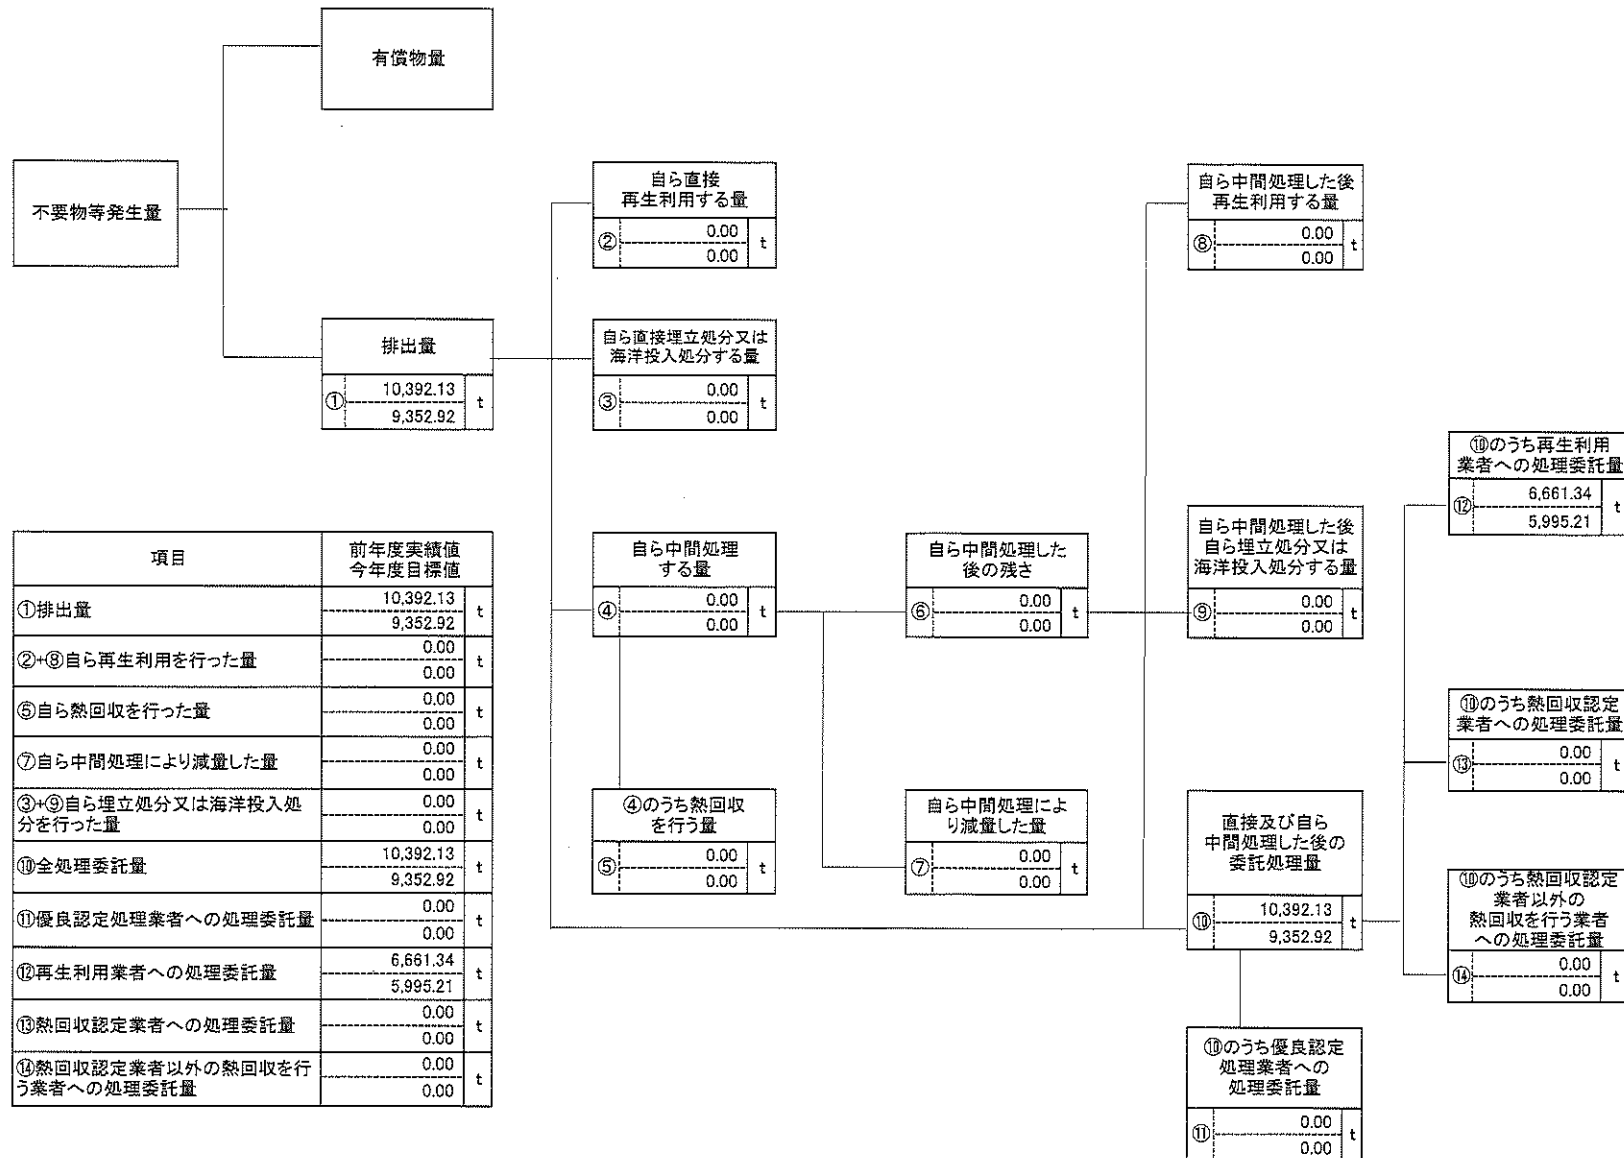 有償物量
不要物等発生量
排出量
① 10,392.13 t
9,352.92
自ら直接
再生利用する量
② 0.00 t
0.00
自ら直接埋立処分又は
海洋投入処分する量
③ 0.00 t
0.00
自ら中間処理
する量
④ 0.00 t
0.00
④のうち熱回収
を行う量
⑤ 0.00 t
0.00
自ら中間処理した
後の残さ
⑥ 0.00 t
0.00
自ら中間処理によ
り減量した量
⑦ 0.00 t
0.00
自ら中間処理した後
再生利用する量
⑧ 0.00 t
0.00
自ら中間処理した後
自ら埋立処分又は
海洋投入処分する量
⑨ 0.00 t
0.00
直接及び自ら
中間処理した後の
委託処理量
⑩ 10,392.13 t
9,352.92
⑩のうち優良認定
処理業者への
処理委託量
⑪ 0.00 t
0.00
⑩のうち再生利用
業者への処理委託量
⑫ 6,661.34 t
5,995.21
⑩のうち熱回収認定
業者への処理委託量
⑬ 0.00 t
0.00
⑩のうち熱回収認定
業者以外の
熱回収を行う業者
への処理委託量
⑭ 0.00 t
0.00
項目 前年度実績値
今年度目標値
①排出量 10,392.13 t
9,352.92
②+⑧自ら再生利用を行った量 0.00 t
0.00
⑤自ら熱回収を行った量 0.00 t
0.00
⑦自ら中間処理により減量した量 0.00 t
0.00
③+⑨自ら埋立処分又は海洋投入処 0.00 t
分を行った量 0.00
⑩全処理委託量 10,392.13 t
9,352.92
⑪優良認定処理業者への処理委託量 0.00 t
0.00
⑫再生利用業者への処理委託量 6,661.34 t
5,995.21
⑬熱回収認定業者への処理委託量 0.00 t
0.00
⑭熱回収認定業者以外の熱回収を行 0.00 t
う業者への処理委託量 0.00